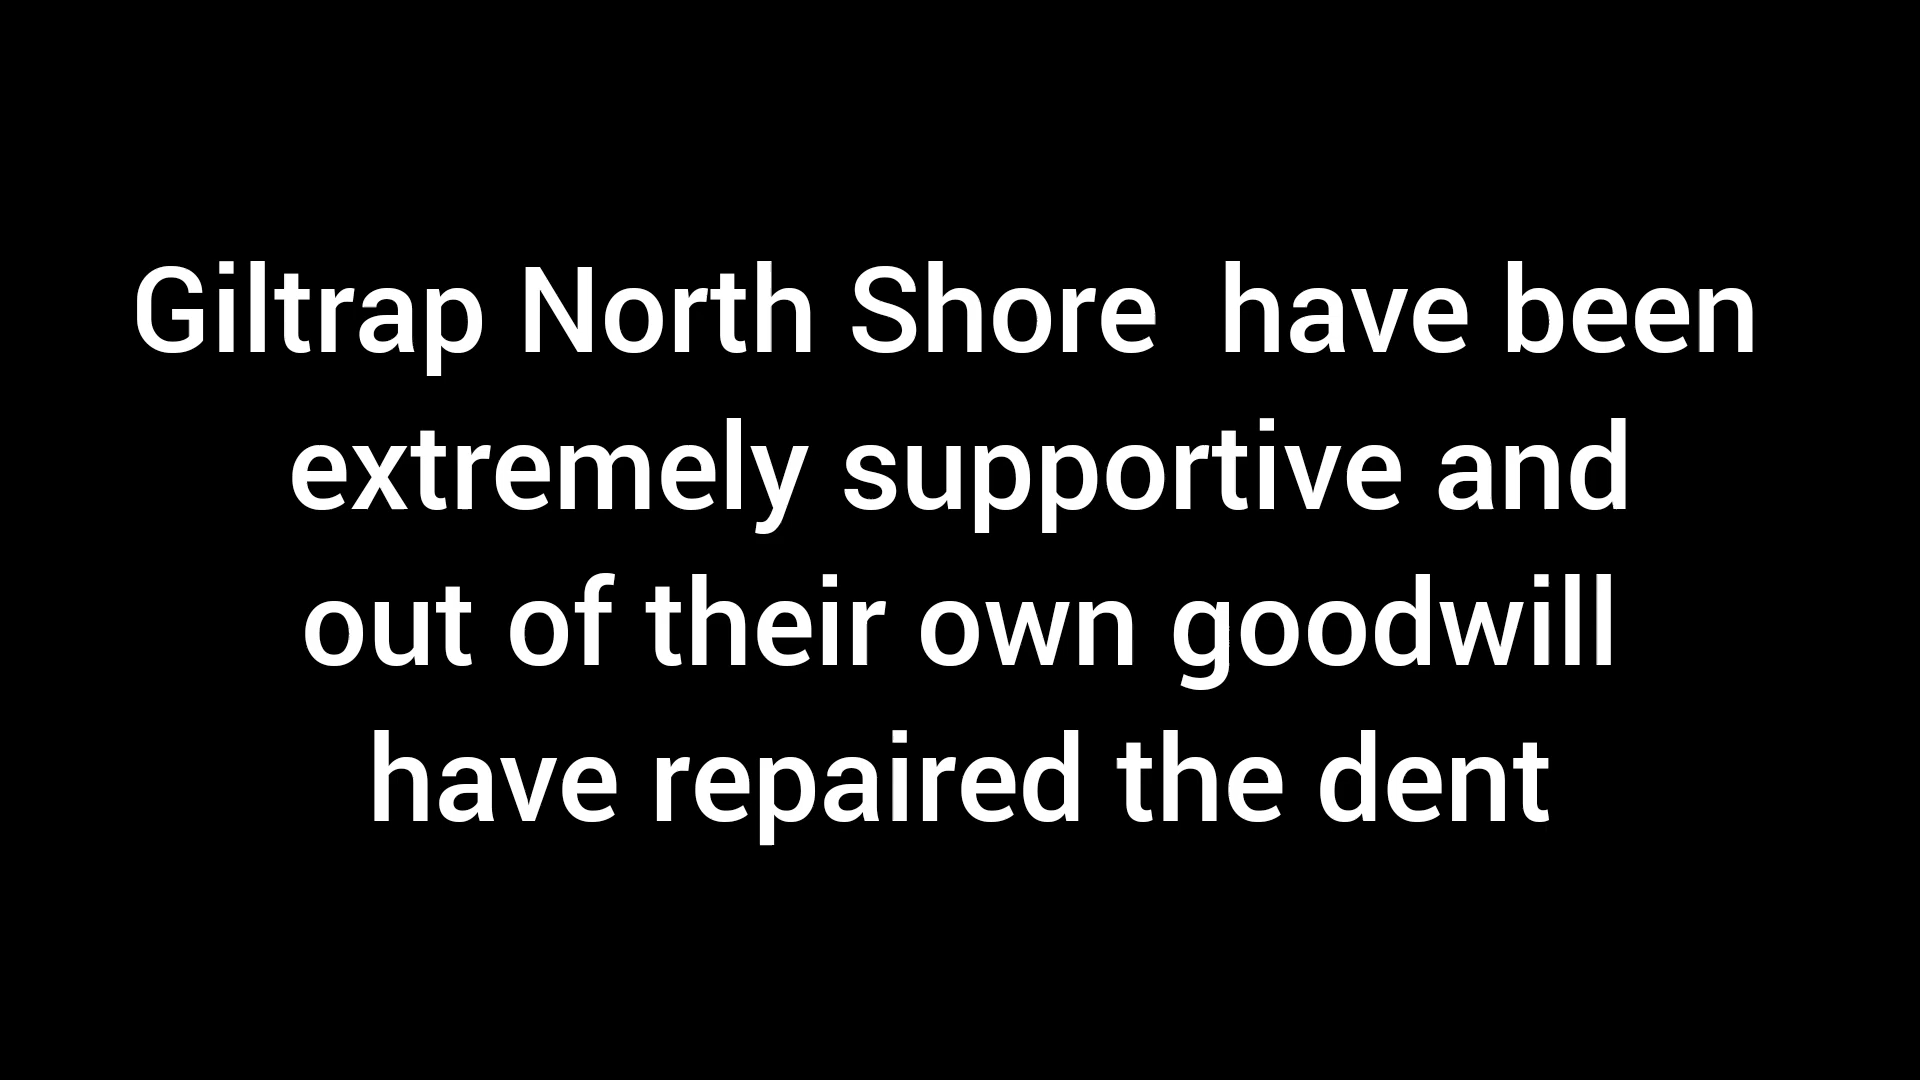 Giltrap North Shore  have been
extremely supportive and
out of their own goodwill
have repaired the dent